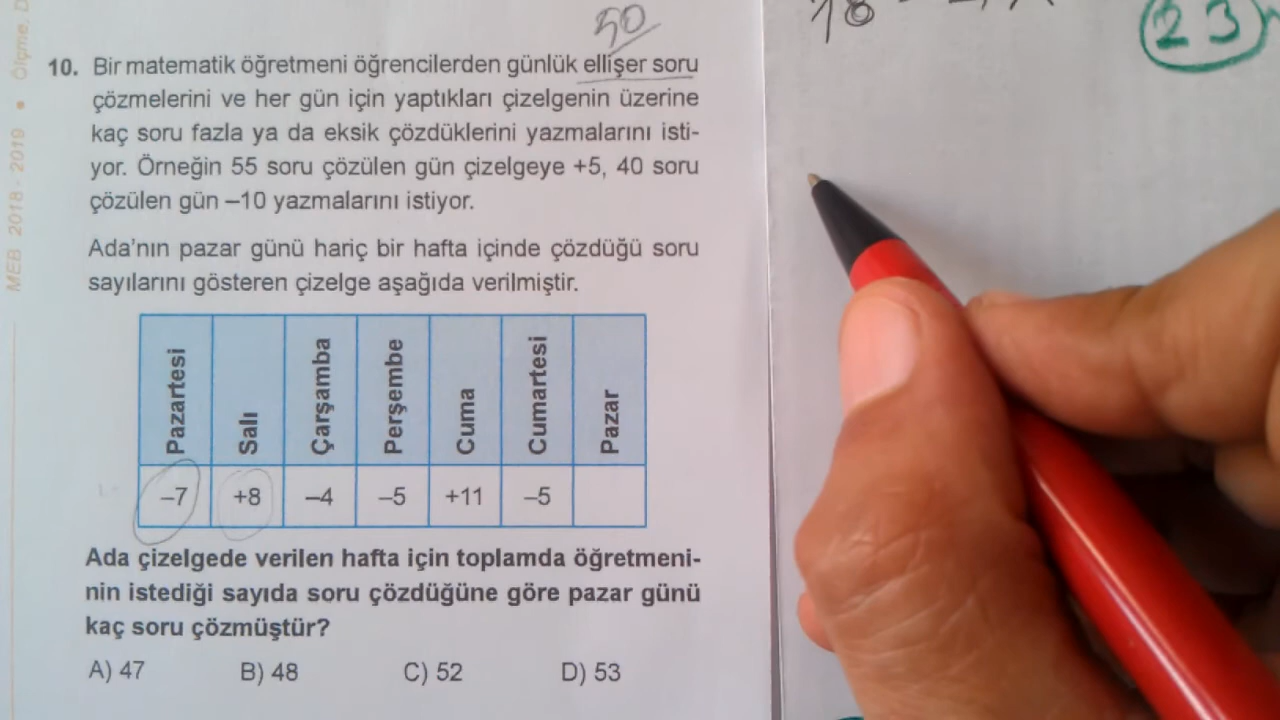 50
10. Bir matematik öğretmeni öğrencilerden günlük ellişer soru
çözmelerini ve her gün için yaptıkları çizelgenin üzerine
kaç soru fazla ya da eksik çözdüklerini yazmalarını isti-
yor. Örneğin 55 soru çözülen gün çizelgeye +5, 40 soru
çözülen gün –10 yazmalarını istiyor.
Ada'nın pazar günü hariç bir hafta içinde çözdüğü soru
sayılarını gösteren çizelge aşağıda verilmiştir.
Pazartesi Salı Çarşamba Perşembe Cuma Cumartesi Pazar
–7 +8 –4 –5 +11 –5
Ada çizelgede verilen hafta için toplamda öğretmeni-
nin istediği sayıda soru çözdüğüne göre pazar günü
kaç soru çözmüştür?
A) 47 B) 48 C) 52 D) 53
MEB 2018 - 2019 • Ölçme, D
18
23